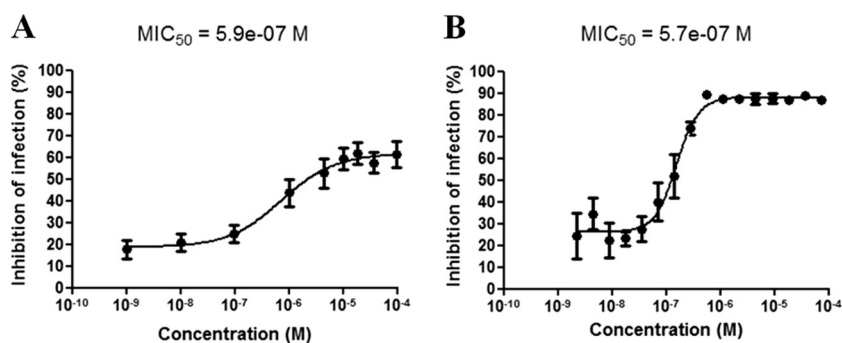 A
MIC50 = 5.9e-07 M
Inhibition of infection (%)
100
90
80
70
60
50
40
30
20
10
0
10-10 10-9 10-8 10-7 10-6 10-5 10-4
Concentration (M)
B
MIC50 = 5.7e-07 M
Inhibition of infection (%)
100
90
80
70
60
50
40
30
20
10
0
10-10 10-9 10-8 10-7 10-6 10-5 10-4
Concentration (M)